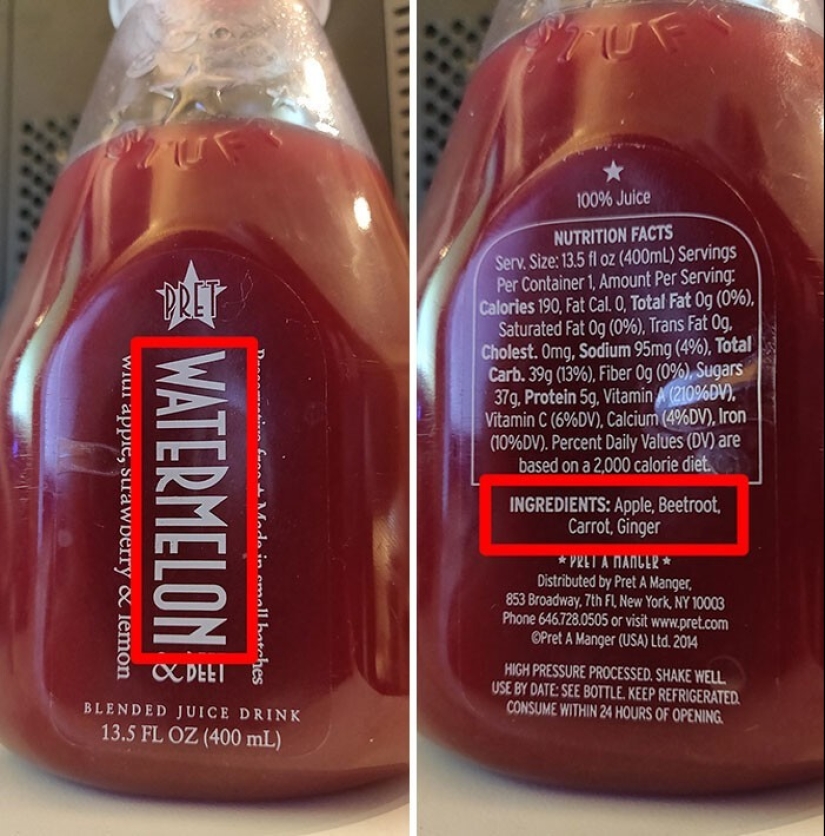 PRET
WATERMELON
& BEET
with apple, strawberry & lemon
Preservative-free * Made in small batches
BLENDED JUICE DRINK
13.5 FL OZ (400 mL)
100% Juice
NUTRITION FACTS
Serv. Size: 13.5 fl oz (400mL) Servings
Per Container 1, Amount Per Serving:
Calories 190, Fat Cal. 0, Total Fat 0g (0%),
Saturated Fat 0g (0%), Trans Fat 0g,
Cholest. 0mg, Sodium 95mg (4%), Total
Carb. 39g (13%), Fiber 0g (0%), Sugars
37g, Protein 5g, Vitamin A (210%DV),
Vitamin C (6%DV), Calcium (4%DV), Iron
(10%DV). Percent Daily Values (DV) are
based on a 2,000 calorie diet.
INGREDIENTS: Apple, Beetroot,
Carrot, Ginger
★ PRET A MANGER ★
Distributed by Pret A Manger,
853 Broadway, 7th Fl, New York, NY 10003
Phone 646.728.0505 or visit www.pret.com
©Pret A Manger (USA) Ltd. 2014
HIGH PRESSURE PROCESSED. SHAKE WELL.
USE BY DATE: SEE BOTTLE. KEEP REFRIGERATED.
CONSUME WITHIN 24 HOURS OF OPENING.